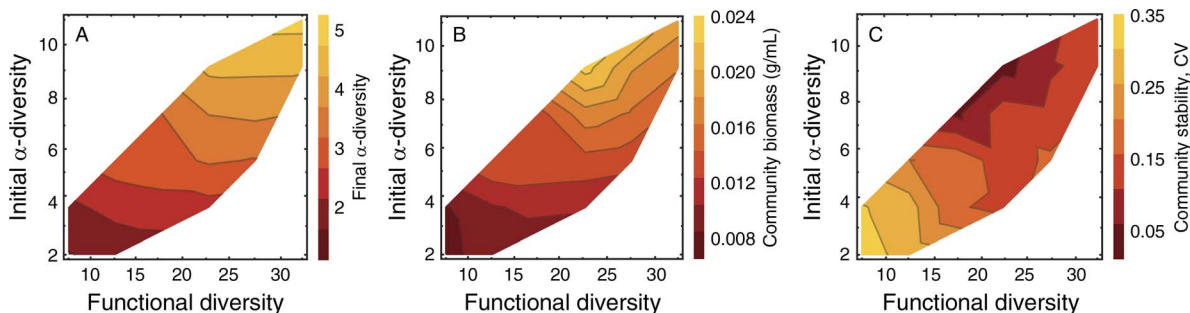 A
Initial α-diversity
10
8
6
4
2
10 15 20 25 30
Functional diversity
5
4
3
2
Final α-diversity
B
Initial α-diversity
10
8
6
4
2
10 15 20 25 30
Functional diversity
0.024
0.020
0.016
0.012
0.008
Community biomass (g/mL)
C
Initial α-diversity
10
8
6
4
2
10 15 20 25 30
Functional diversity
0.35
0.25
0.15
0.05
Community stability, CV